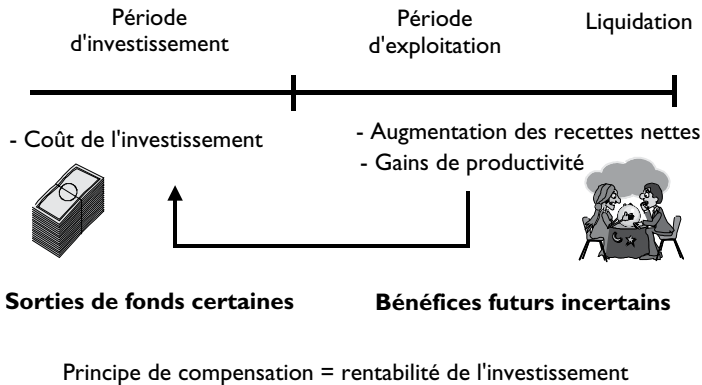 Période
d'investissement
Période
d'exploitation
Liquidation
- Coût de l'investissement
- Augmentation des recettes nettes
- Gains de productivité
Sorties de fonds certaines
Bénéfices futurs incertains
Principe de compensation = rentabilité de l'investissement